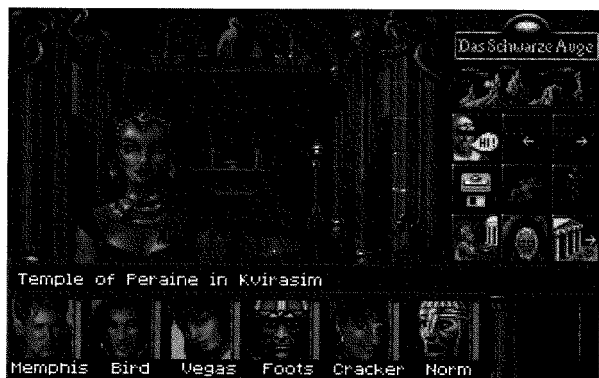 Das Schwarze Auge
HI!
Temple of Peraine in Kvirasim
Memphis Bird Vegas Foots Cracker Norm